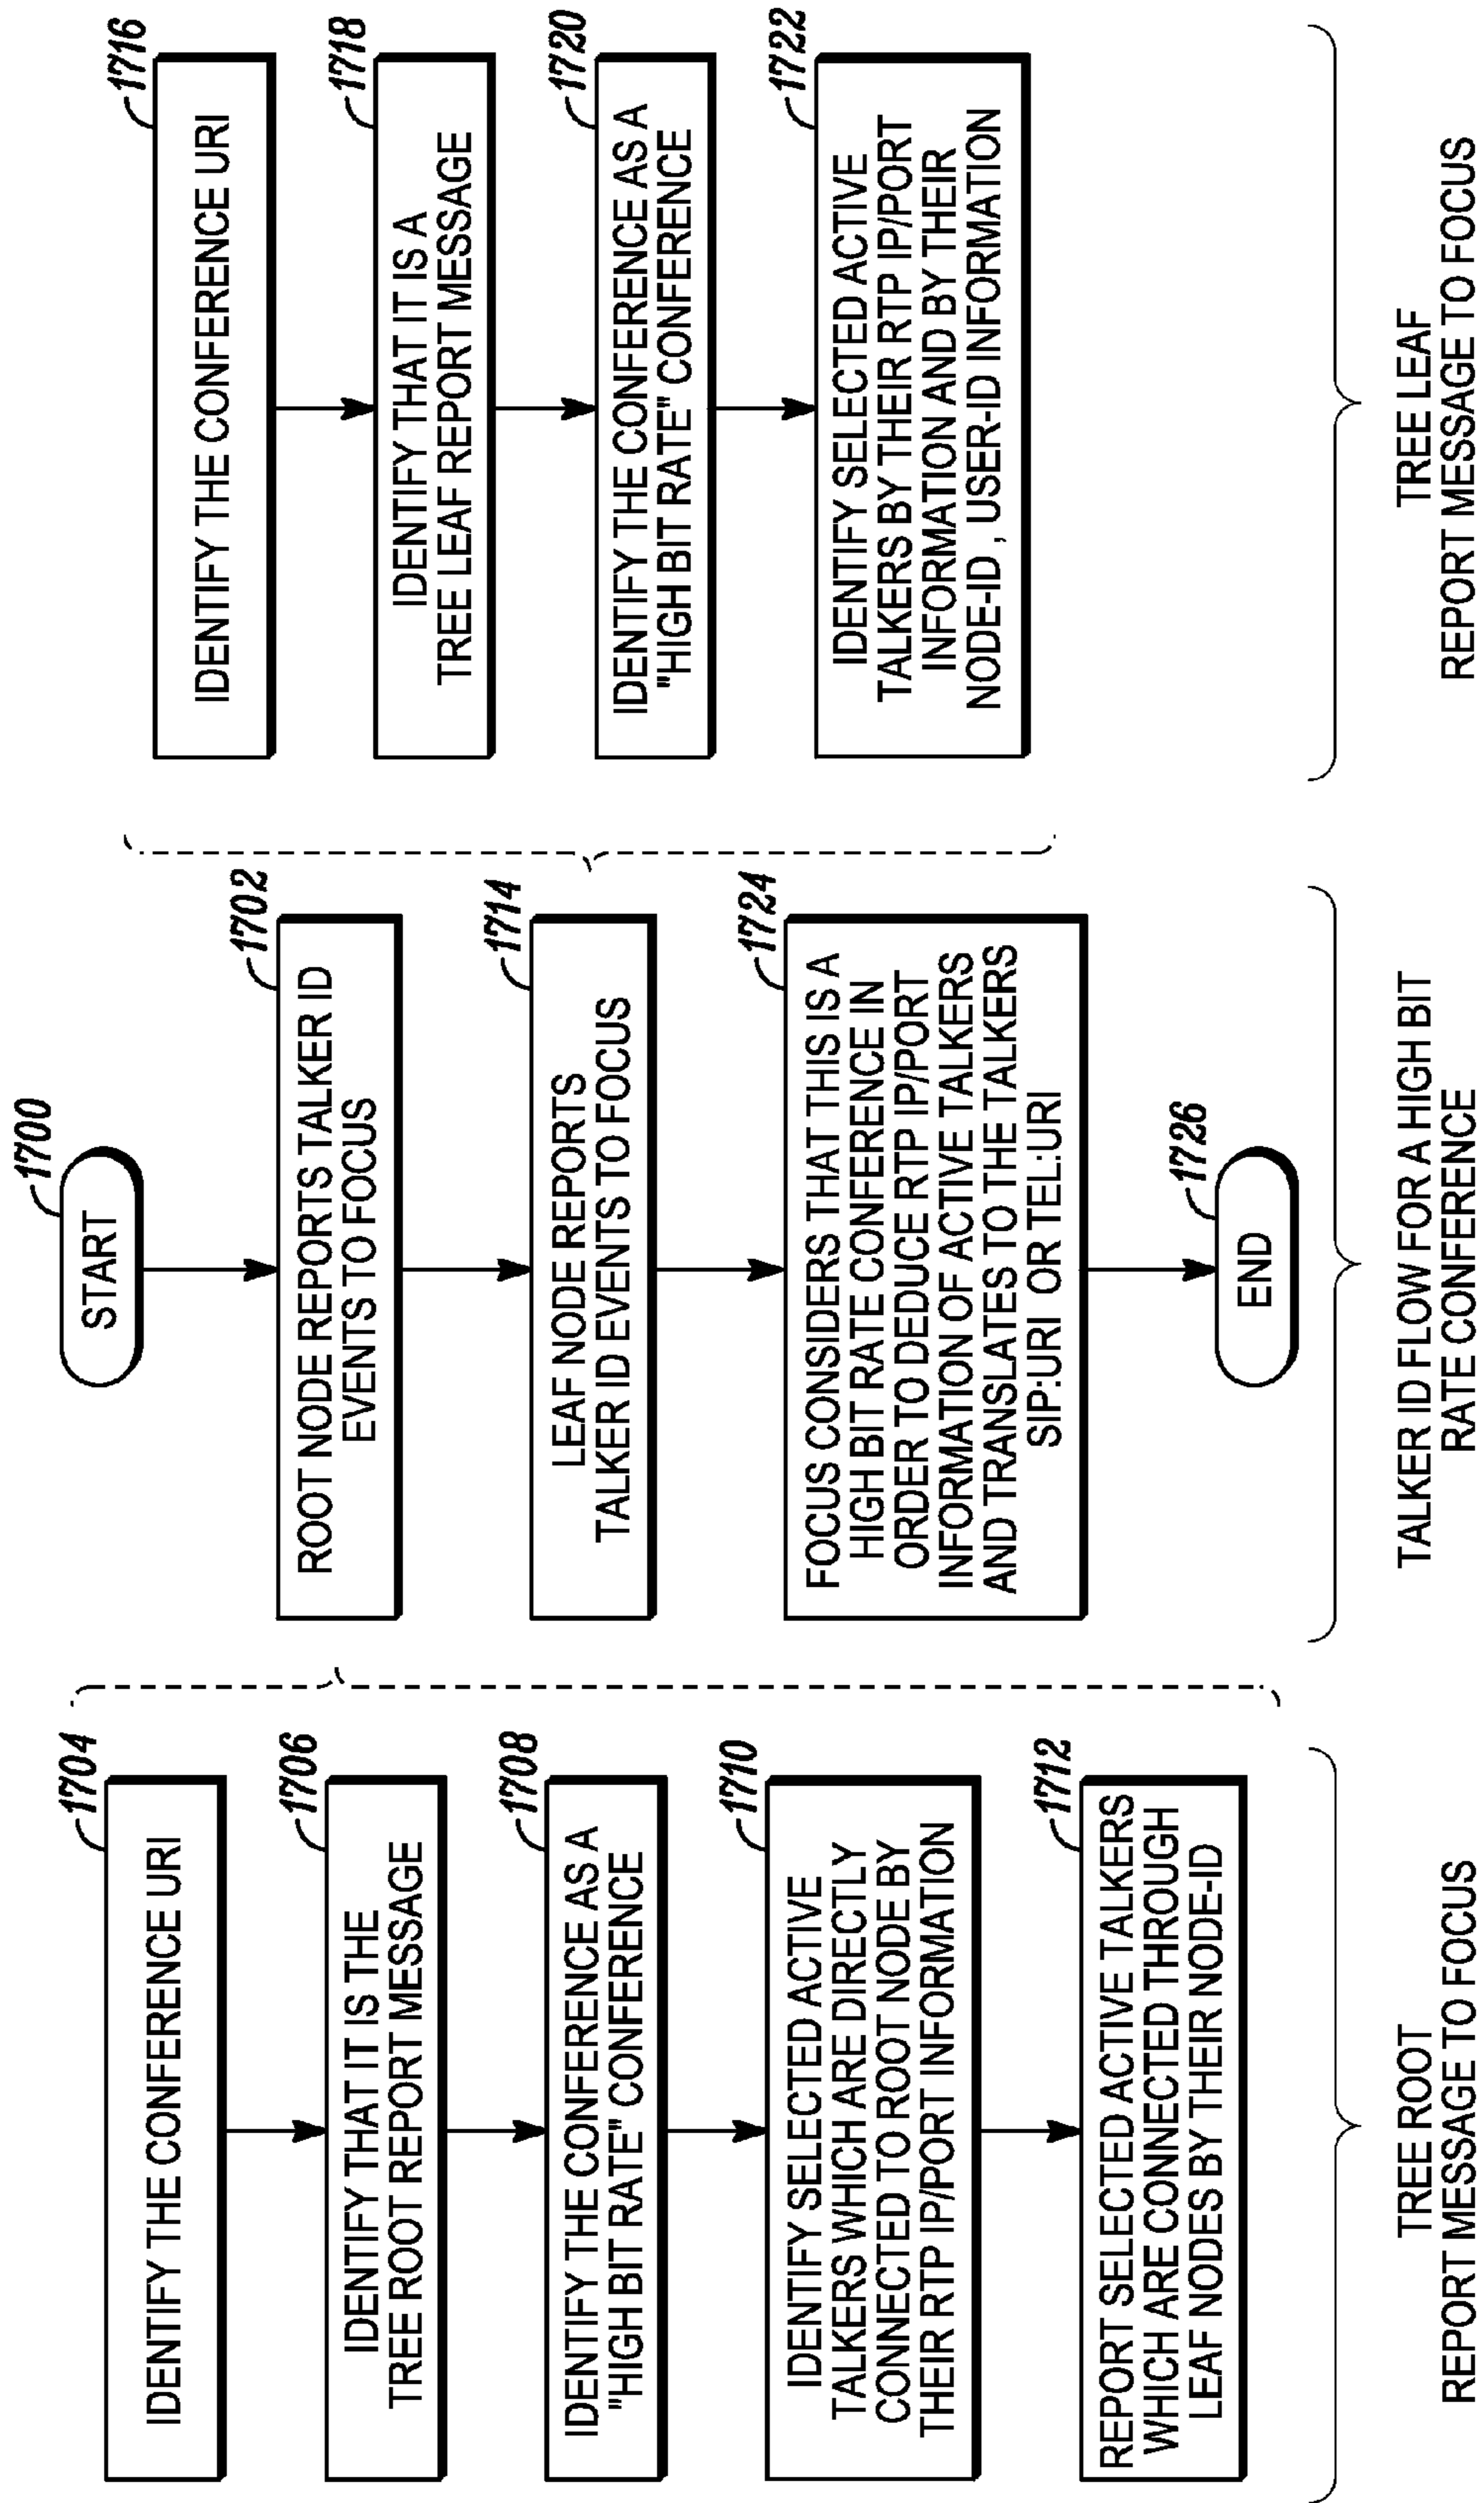 1704
IDENTIFY THE CONFERENCE URI
1706
IDENTIFY THAT IT IS THE
TREE ROOT REPORT MESSAGE
1708
IDENTIFY THE CONFERENCE AS A
"HIGH BIT RATE" CONFERENCE
1710
IDENTIFY SELECTED ACTIVE
TALKERS WHICH ARE DIRECTLY
CONNECTED TO ROOT NODE BY
THEIR RTP IP/PORT INFORMATION
1712
REPORT SELECTED ACTIVE TALKERS
WHICH ARE CONNECTED THROUGH
LEAF NODES BY THEIR NODE-ID
TREE ROOT
REPORT MESSAGE TO FOCUS
1700
START
1702
ROOT NODE REPORTS TALKER ID
EVENTS TO FOCUS
1714
LEAF NODE REPORTS
TALKER ID EVENTS TO FOCUS
1724
FOCUS CONSIDERS THAT THIS IS A
HIGH BIT RATE CONFERENCE IN
ORDER TO DEDUCE RTP IP/PORT
INFORMATION OF ACTIVE TALKERS
AND TRANSLATES TO THE TALKERS
SIP:URI OR TEL:URI
1726
END
TALKER ID FLOW FOR A HIGH BIT
RATE CONFERENCE
1716
IDENTIFY THE CONFERENCE URI
1718
IDENTIFY THAT IT IS A
TREE LEAF REPORT MESSAGE
1720
IDENTIFY THE CONFERENCE AS A
"HIGH BIT RATE" CONFERENCE
1722
IDENTIFY SELECTED ACTIVE
TALKERS BY THEIR RTP IP/PORT
INFORMATION AND BY THEIR
NODE-ID , USER-ID INFORMATION
TREE LEAF
REPORT MESSAGE TO FOCUS